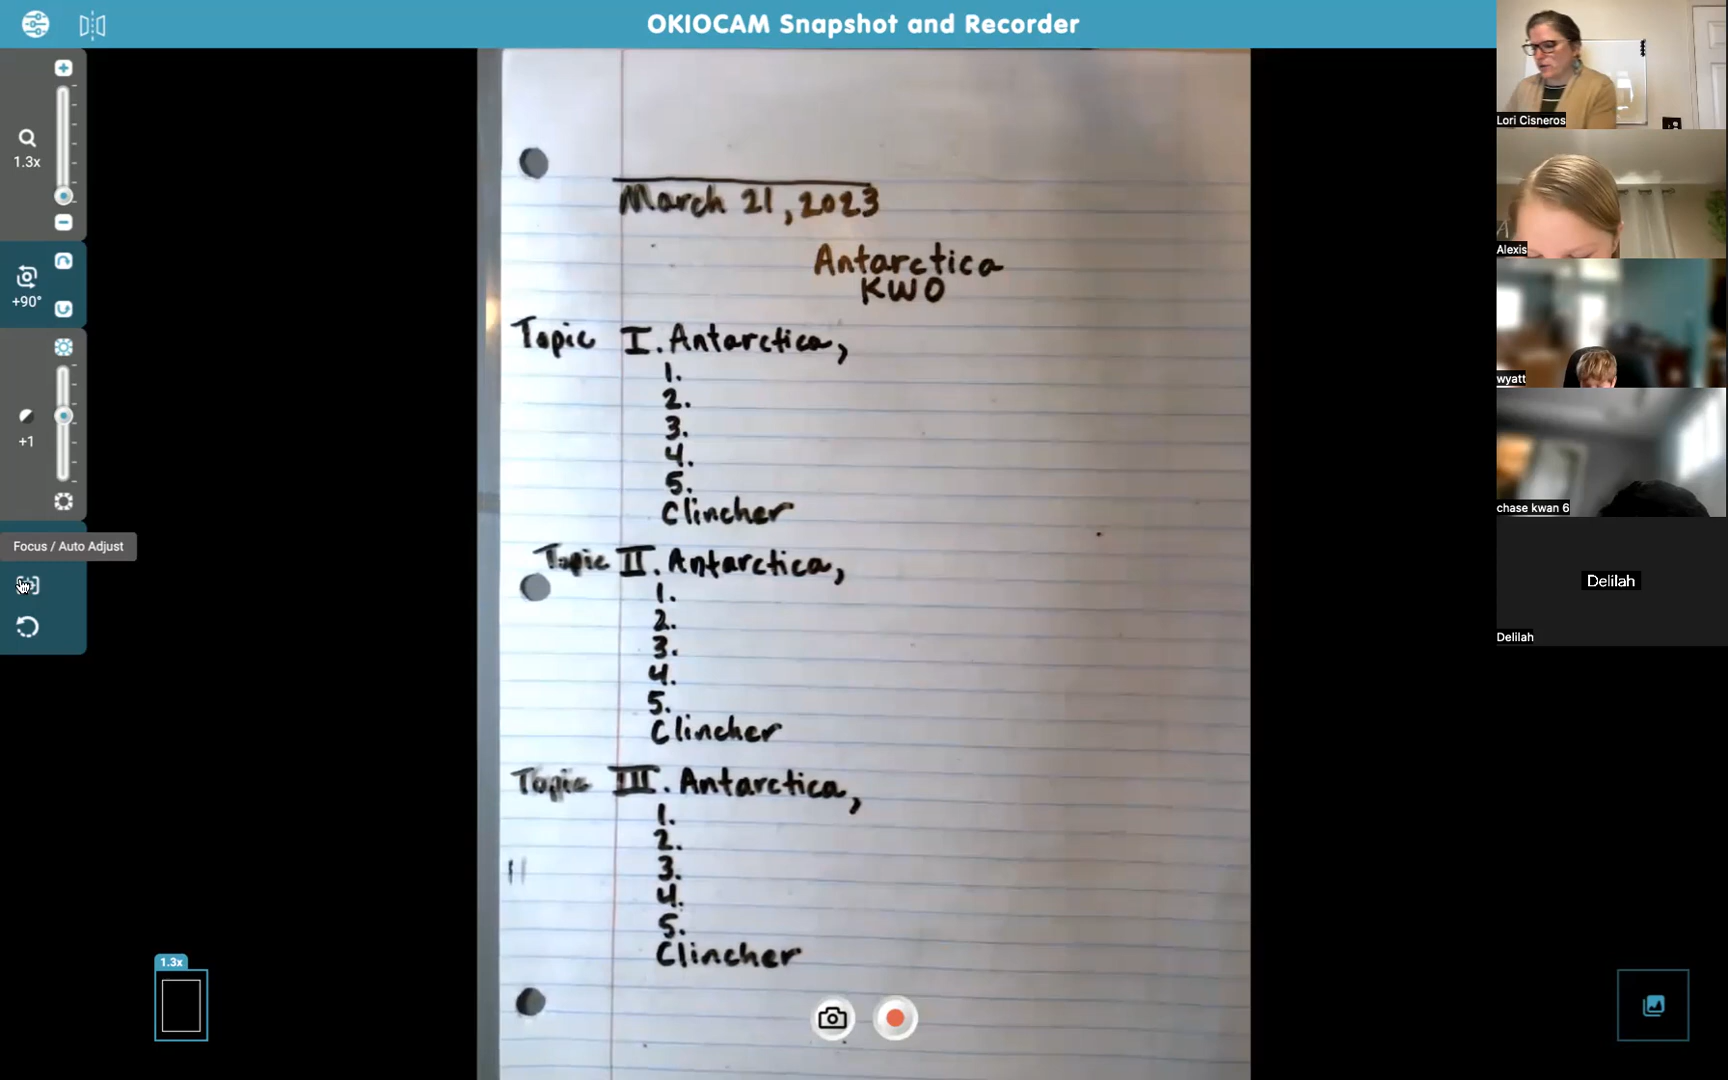 OKIOCAM Snapshot and Recorder
1.3x
+90°
+1
Focus / Auto Adjust
1.3x
March 21, 2023
Antarctica
KWO
Topic I. Antarctica,
1.
2.
3.
4.
5.
Clincher
Topic II. Antarctica,
1.
2.
3.
4.
5.
Clincher
Topic III. Antarctica,
1.
2.
3.
4.
5.
Clincher
Lori Cisneros
Alexis
wyatt
chase kwan 6
Delilah
Delilah